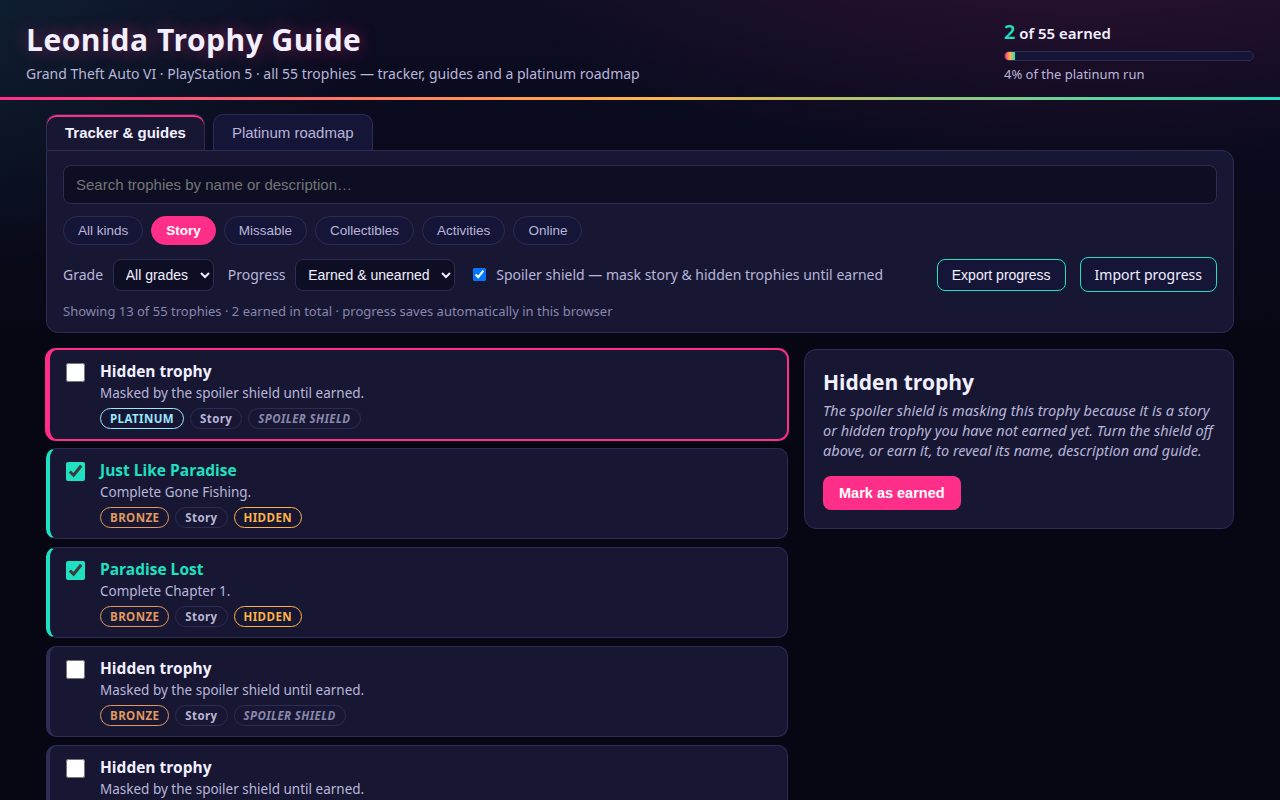 Leonida Trophy Guide
Grand Theft Auto VI · PlayStation 5 · all 55 trophies — tracker, guides and a platinum roadmap
2 of 55 earned
4% of the platinum run
Tracker & guides
Platinum roadmap
Search trophies by name or description…
All kinds
Story
Missable
Collectibles
Activities
Online
Grade
All grades
Progress
Earned & unearned
Spoiler shield — mask story & hidden trophies until earned
Export progress
Import progress
Showing 13 of 55 trophies · 2 earned in total · progress saves automatically in this browser
Hidden trophy
Masked by the spoiler shield until earned.
PLATINUM
Story
SPOILER SHIELD
Just Like Paradise
Complete Gone Fishing.
BRONZE
Story
HIDDEN
Paradise Lost
Complete Chapter 1.
BRONZE
Story
HIDDEN
Hidden trophy
Masked by the spoiler shield until earned.
BRONZE
Story
SPOILER SHIELD
Hidden trophy
Masked by the spoiler shield until earned.
Hidden trophy
The spoiler shield is masking this trophy because it is a story
or hidden trophy you have not earned yet. Turn the shield off
above, or earn it, to reveal its name, description and guide.
Mark as earned